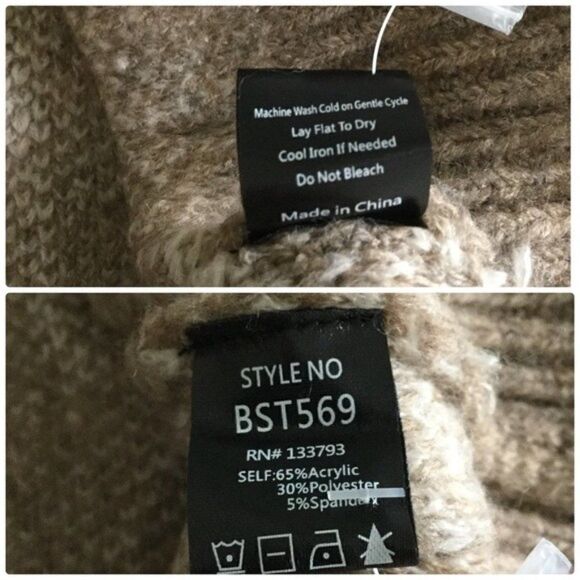 Machine Wash Cold on Gentle Cycle
Lay Flat To Dry
Cool Iron If Needed
Do Not Bleach
Made in China
STYLE NO
BST569
RN# 133793
SELF:65%Acrylic
30%Polyester
5%Spandex